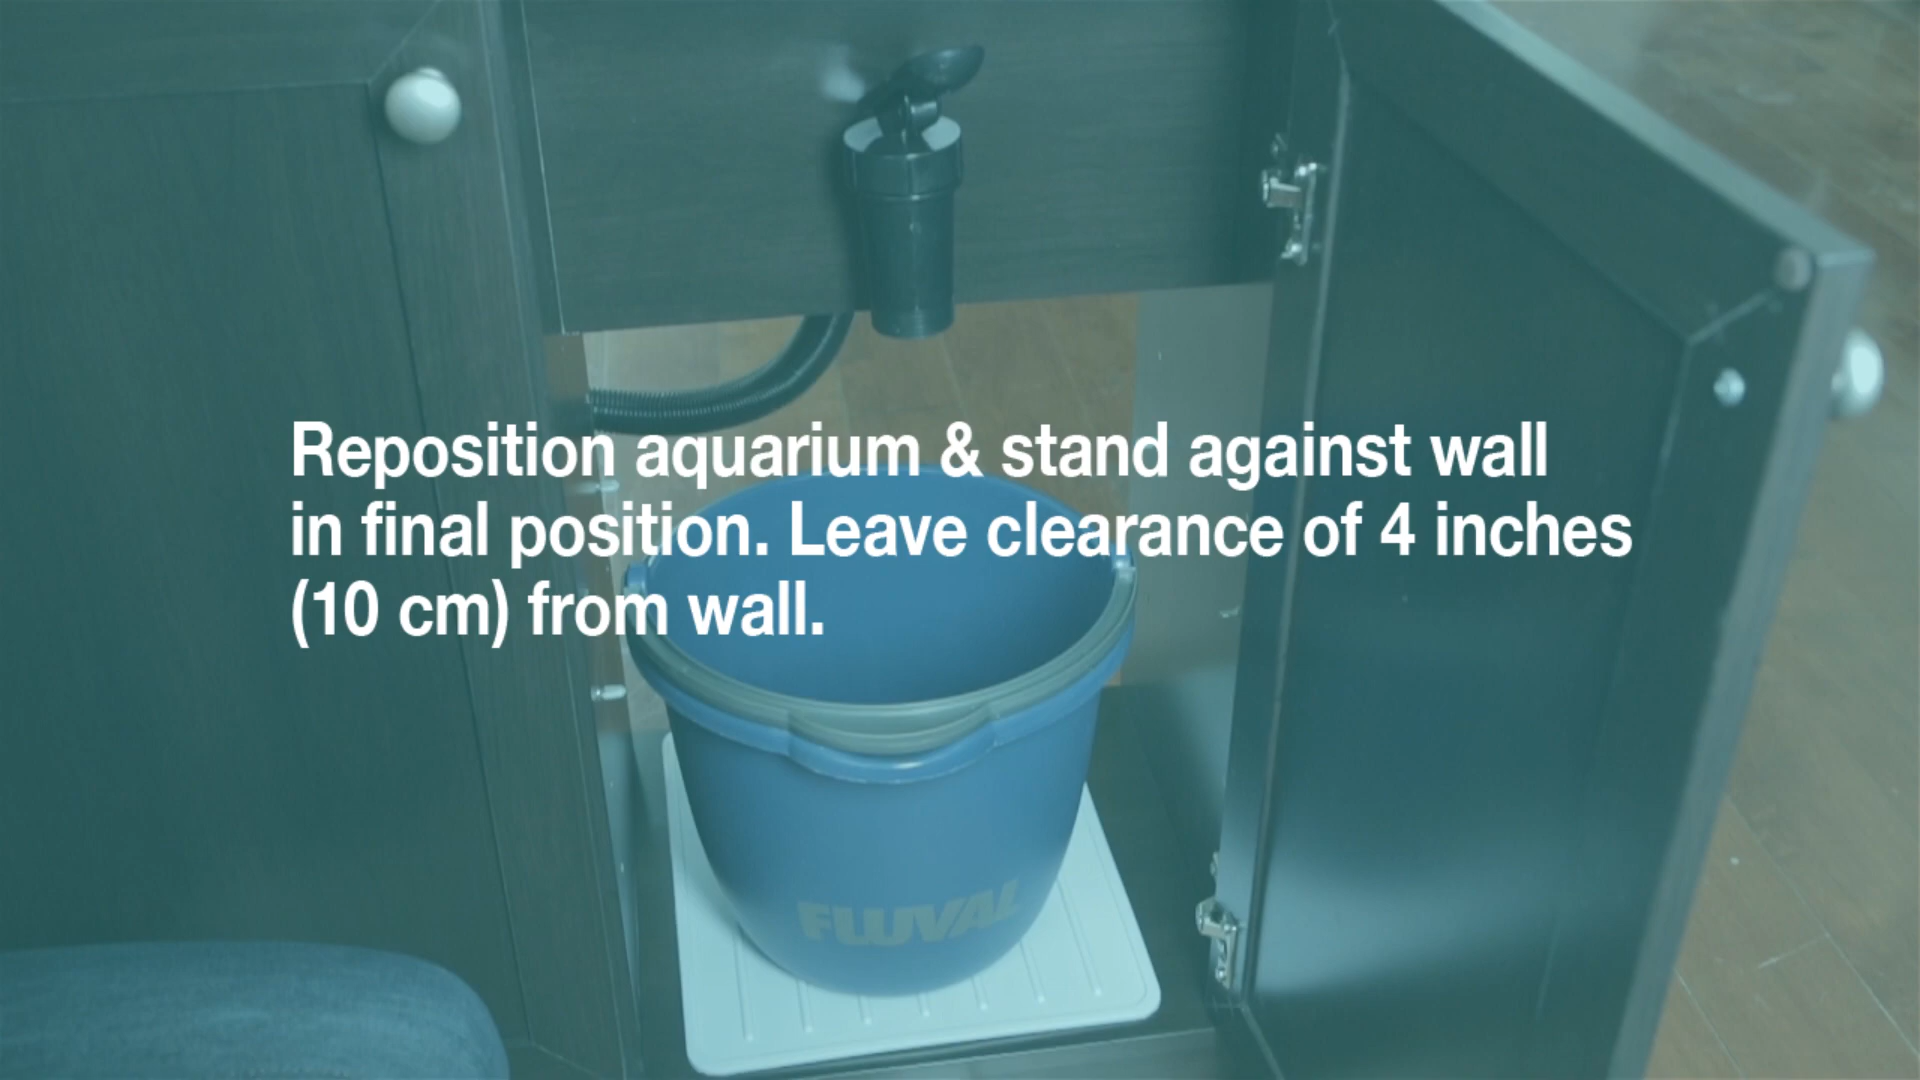 Reposition aquarium & stand against wall
in final position. Leave clearance of 4 inches
(10 cm) from wall.
FLUVAL